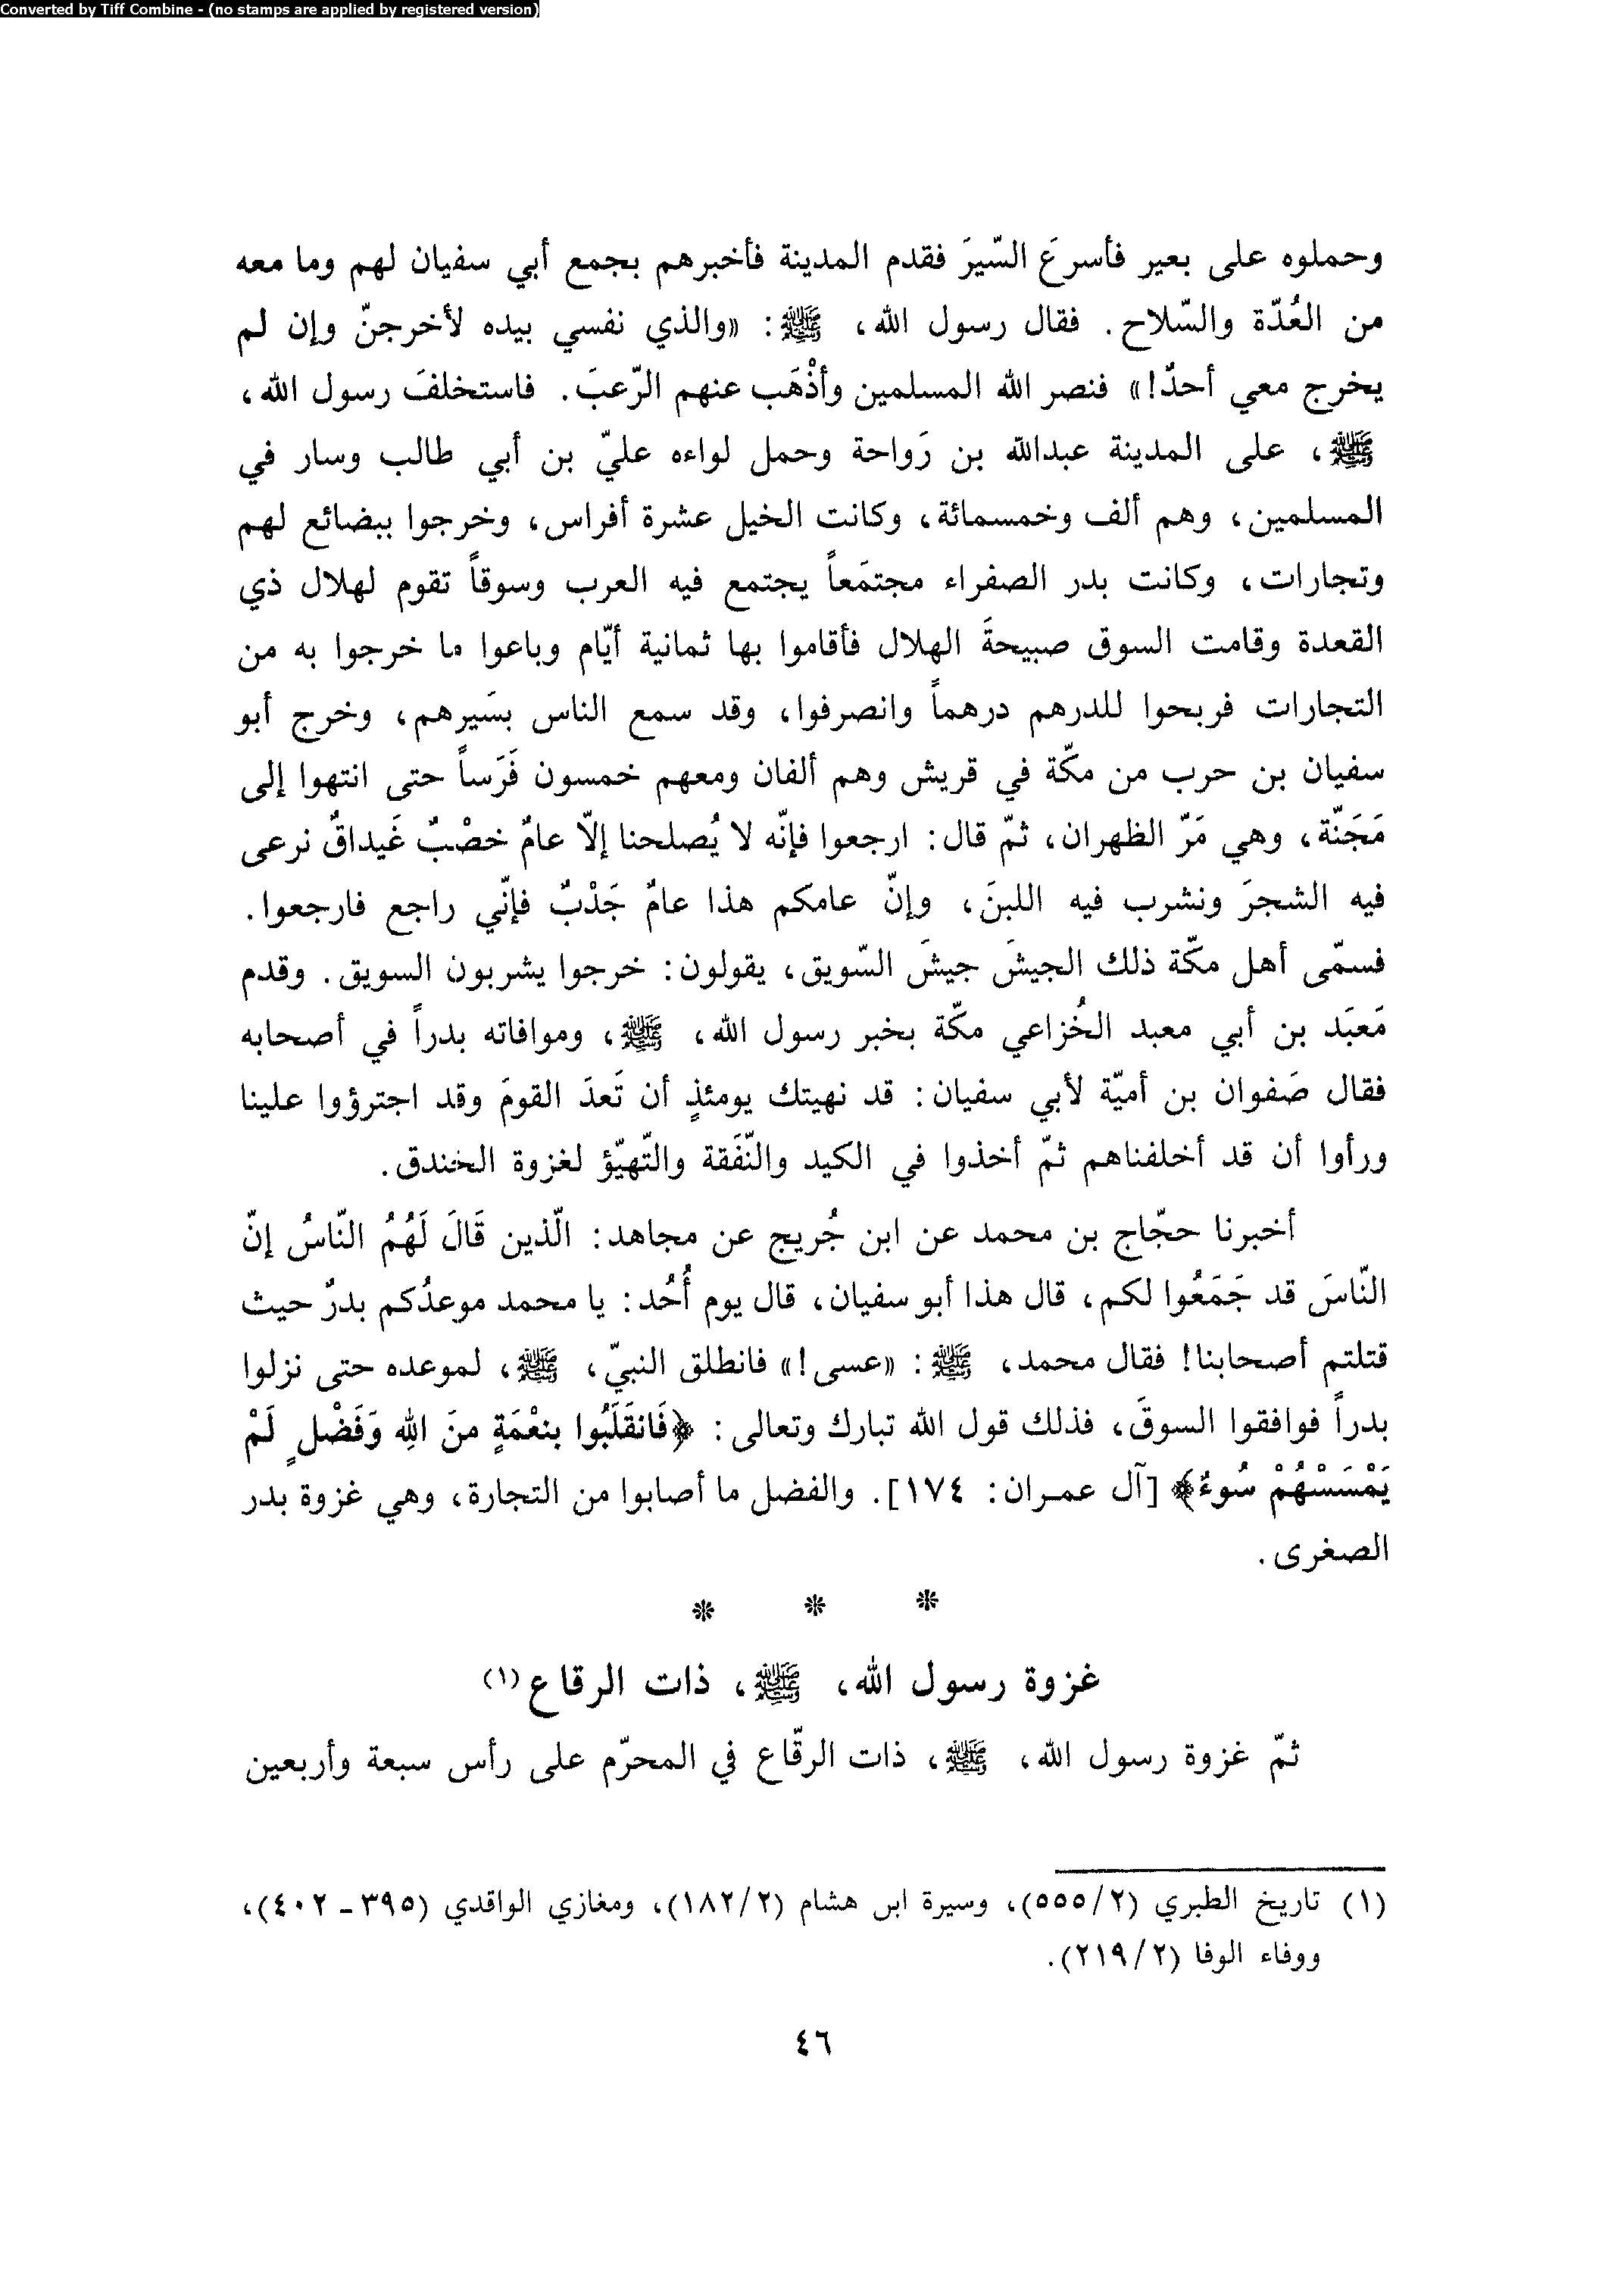 Converted by Tiff Combine - (no stamps are applied by registered version)
وحملوه على بعير فأسرعَ السّيرَ فقدم المدينة فأخبرهم بجمع أبي سفيان لهم وما معه
من العُدّة والسّلاح. فقال رسول الله، ﷺ: «والذي نفسي بيده لأخرجنّ وإن لم
يخرج معي أحدٌ!» فنصر الله المسلمين وأذْهَب عنهم الرّعبَ. فاستخلفَ رسول الله،
ﷺ، على المدينة عبدالله بن رَواحة وحمل لواءه عليّ بن أبي طالب وسار في
المسلمين، وهم ألف وخمسمائة، وكانت الخيل عشرة أفراس، وخرجوا ببضائع لهم
وتجارات، وكانت بدر الصفراء مجتمَعاً يجتمع فيه العرب وسوقاً تقوم لهلال ذي
القعدة وقامت السوق صبيحةَ الهلال فأقاموا بها ثمانية أيّام وباعوا ما خرجوا به من
التجارات فربحوا للدرهم درهماً وانصرفوا، وقد سمع الناس بسَيرهم، وخرج أبو
سفيان بن حرب من مكّة في قريش وهم ألفان ومعهم خمسون فَرَساً حتى انتهوا إلى
مَجَنّة، وهي مَرّ الظهران، ثمّ قال: ارجعوا فإنّه لا يُصلحنا إلاّ عامٌ خصْبٌ غَيداقٌ نرعى
فيه الشجرَ ونشرب فيه اللبنَ، وإنّ عامكم هذا عامٌ جَدْبٌ فإنّي راجع فارجعوا.
فسمّى أهل مكّة ذلك الجيشَ جيشَ السّويق، يقولون: خرجوا يشربون السويق. وقدم
مَعبَد بن أبي معبد الخُزاعي مكّة بخبر رسول الله، ﷺ، وموافاته بدراً في أصحابه
فقال صَفوان بن أميّة لأبي سفيان: قد نهيتك يومئذٍ أن تَعدَ القومَ وقد اجترؤوا علينا
ورأوا أن قد أخلفناهم ثمّ أخذوا في الكيد والنّفَقة والتّهيّؤ لغزوة الخندق.
أخبرنا حجّاج بن محمد عن ابن جُريج عن مجاهد: الّذين قَالَ لَهُمُ النّاسُ إنّ
النّاسَ قد جَمَعُوا لكم، قال هذا أبو سفيان، قال يوم أُحُد: يا محمد موعدُكم بدرٌ حيث
قتلتم أصحابنا! فقال محمد، ﷺ: «عسى!» فانطلق النبيّ، ﷺ، لموعده حتى نزلوا
بدراً فوافقوا السوقَ، فذلك قول الله تبارك وتعالى: ﴿فَانقَلَبُوا بنعْمَةٍ منَ اللهِ وَفَضْلٍ لَمْ
يَمْسَسْهُمْ سُوءٌ﴾ [آل عمران: ١٧٤]. والفضل ما أصابوا من التجارة، وهي غزوة بدر
الصغرى.
* * *
غزوة رسول الله، ﷺ، ذات الرقاع (١)
ثمّ غزوة رسول الله، ﷺ، ذات الرقّاع في المحرّم على رأس سبعة وأربعين
(١) تاريخ الطبري (٢/ ٥٥٥)، وسيرة ابن هشام (٢/ ١٨٢)، ومغازي الواقدي (٣٩٥ - ٤٠٢)،
ووفاء الوفا (٢/ ٢١٩).
٤٦